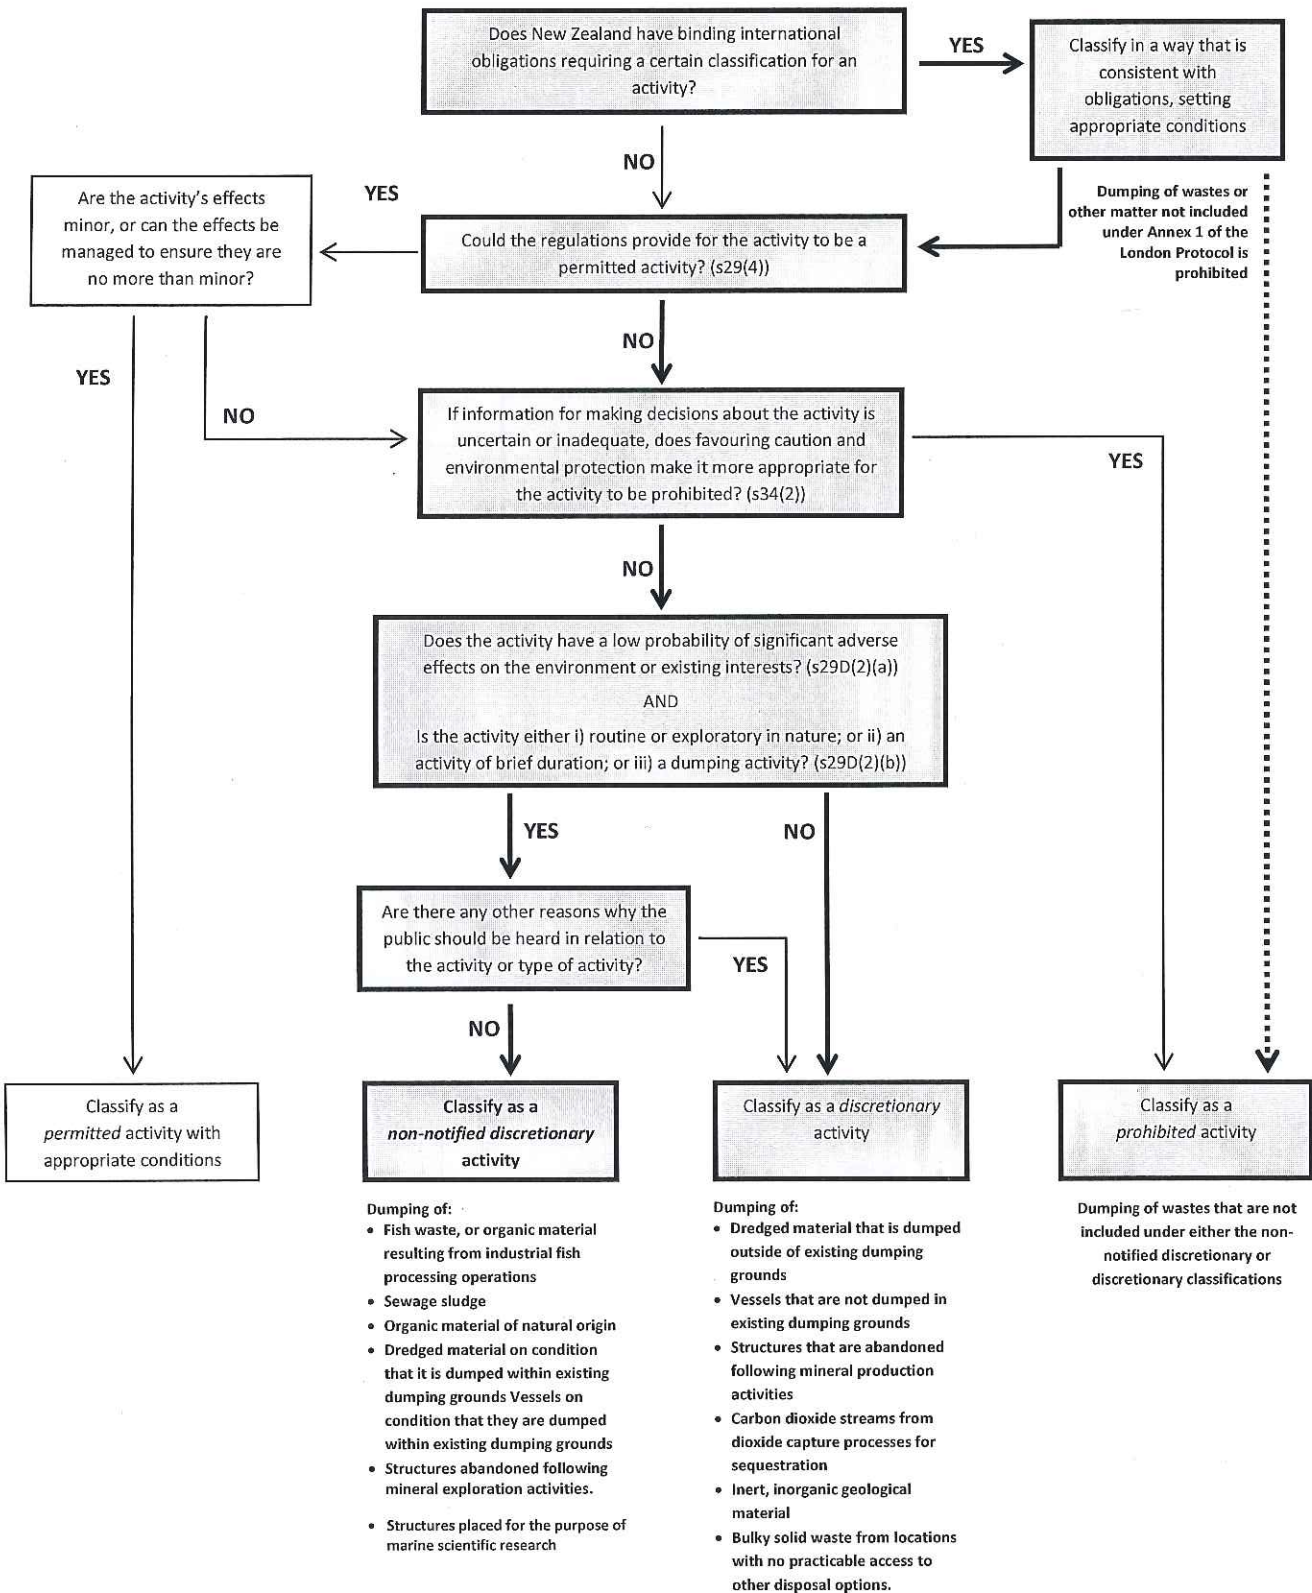 Does New Zealand have binding international
obligations requiring a certain classification for an
activity?
YES
Classify in a way that is
consistent with
obligations, setting
appropriate conditions
NO
Dumping of wastes or
other matter not included
under Annex 1 of the
London Protocol is
prohibited
Are the activity's effects
minor, or can the effects be
managed to ensure they are
no more than minor?
YES
Could the regulations provide for the activity to be a
permitted activity? (s29(4))
NO
YES
NO
If information for making decisions about the activity is
uncertain or inadequate, does favouring caution and
environmental protection make it more appropriate for
the activity to be prohibited? (s34(2))
YES
NO
Does the activity have a low probability of significant adverse
effects on the environment or existing interests? (s29D(2)(a))
AND
Is the activity either i) routine or exploratory in nature; or ii) an
activity of brief duration; or iii) a dumping activity? (s29D(2)(b))
YES
NO
Are there any other reasons why the
public should be heard in relation to
the activity or type of activity?
YES
NO
Classify as a
permitted activity with
appropriate conditions
Classify as a
non-notified discretionary
activity
Classify as a discretionary
activity
Classify as a
prohibited activity
Dumping of:
• Fish waste, or organic material
resulting from industrial fish
processing operations
• Sewage sludge
• Organic material of natural origin
• Dredged material on condition
that it is dumped within existing
dumping grounds Vessels on
condition that they are dumped
within existing dumping grounds
• Structures abandoned following
mineral exploration activities.
• Structures placed for the purpose of
marine scientific research
Dumping of:
• Dredged material that is dumped
outside of existing dumping
grounds
• Vessels that are not dumped in
existing dumping grounds
• Structures that are abandoned
following mineral production
activities
• Carbon dioxide streams from
dioxide capture processes for
sequestration
• Inert, inorganic geological
material
• Bulky solid waste from locations
with no practicable access to
other disposal options.
Dumping of wastes that are not
included under either the non-
notified discretionary or
discretionary classifications